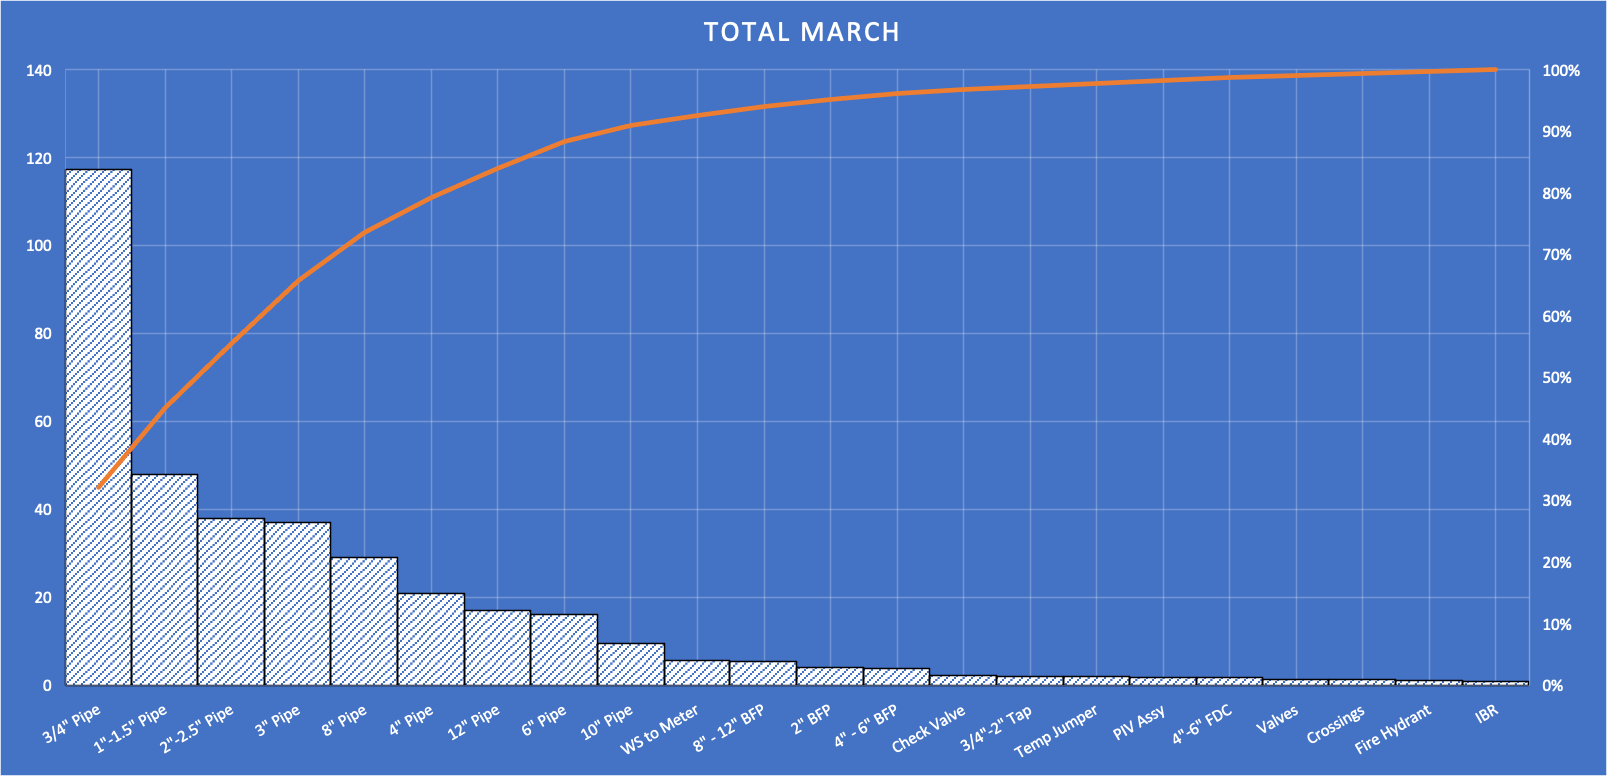 TOTAL MARCH
140
120
100
80
60
40
20
0
100%
90%
80%
70%
60%
50%
40%
30%
20%
10%
0%
3/4" Pipe
1"-1.5" Pipe
2"-2.5" Pipe
3" Pipe
8" Pipe
4" Pipe
12" Pipe
6" Pipe
10" Pipe
WS to Meter
8" - 12" BFP
2" BFP
4" - 6" BFP
Check Valve
3/4"-2" Tap
Temp Jumper
PIV Assy
4"-6" FDC
Valves
Crossings
Fire Hydrant
IBR